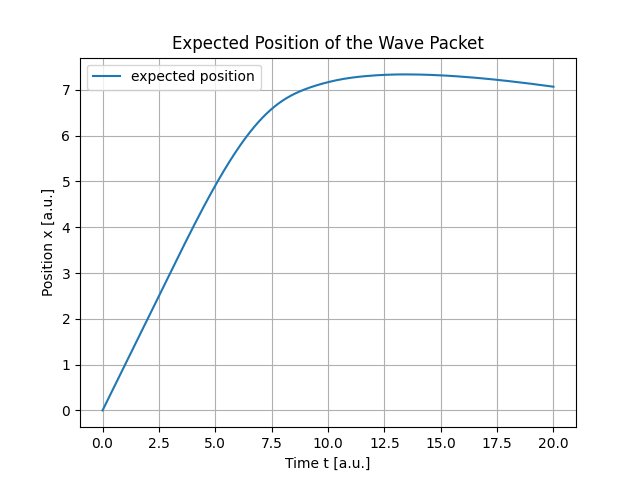 Expected Position of the Wave Packet
expected position
Position x [a.u.]
7
6
5
4
3
2
1
0
0.0 2.5 5.0 7.5 10.0 12.5 15.0 17.5 20.0
Time t [a.u.]